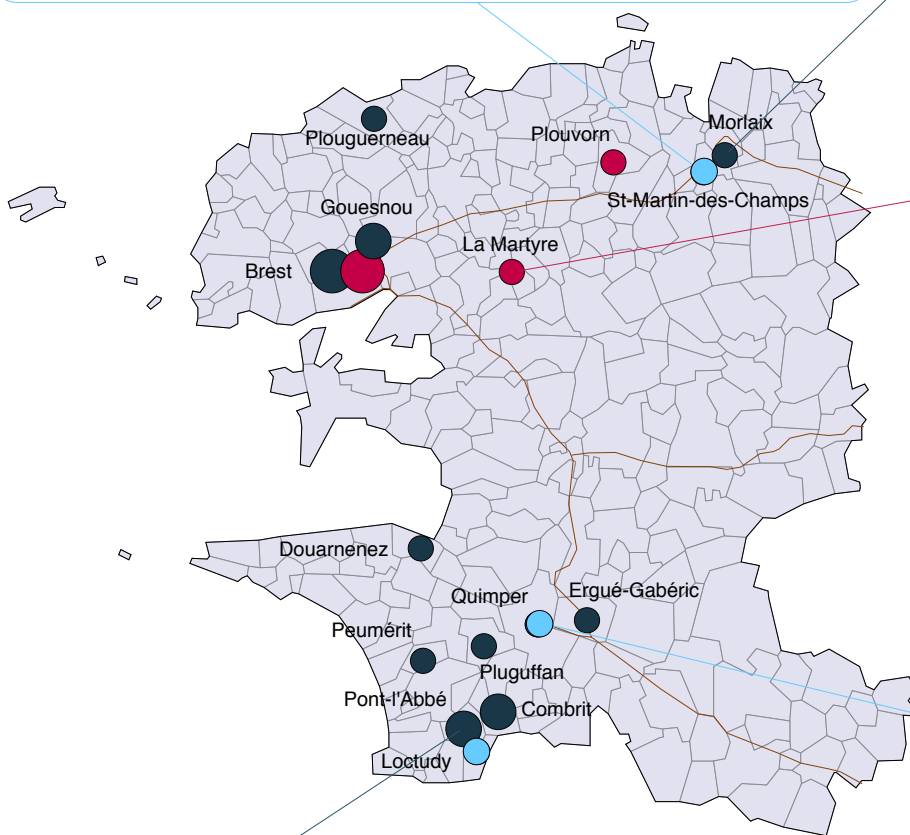 Morlaix
Plouvorn
Plouguerneau
St-Martin-des-Champs
Gouesnou
La Martyre
Brest
Douarnenez
Ergué-Gabéric
Quimper
Peumérit
Pluguffan
Pont-l'Abbé
Combrit
Loctudy